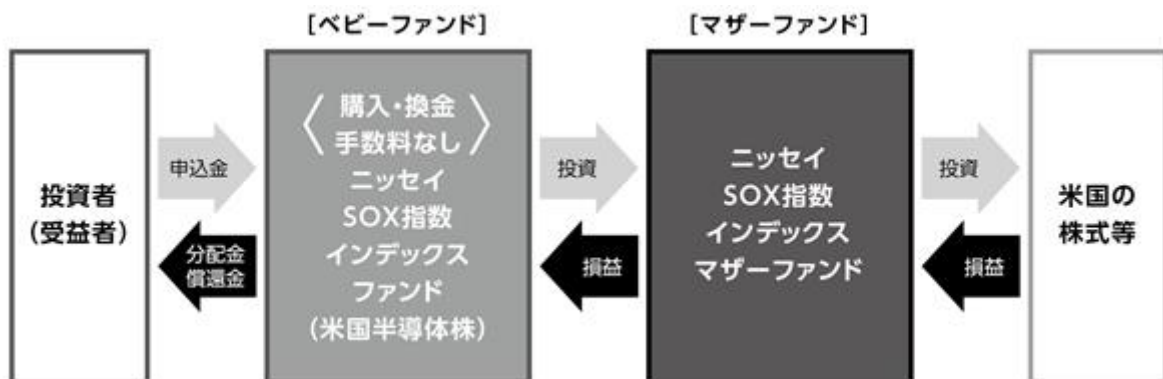 ［ベビーファンド］
［マザーファンド］
投資者
（受益者）
申込金
分配金
償還金
〈購入・換金
手数料なし〉
ニッセイ
SOX指数
インデックス
ファンド
（米国半導体株）
投資
損益
ニッセイ
SOX指数
インデックス
マザーファンド
投資
損益
米国の
株式等